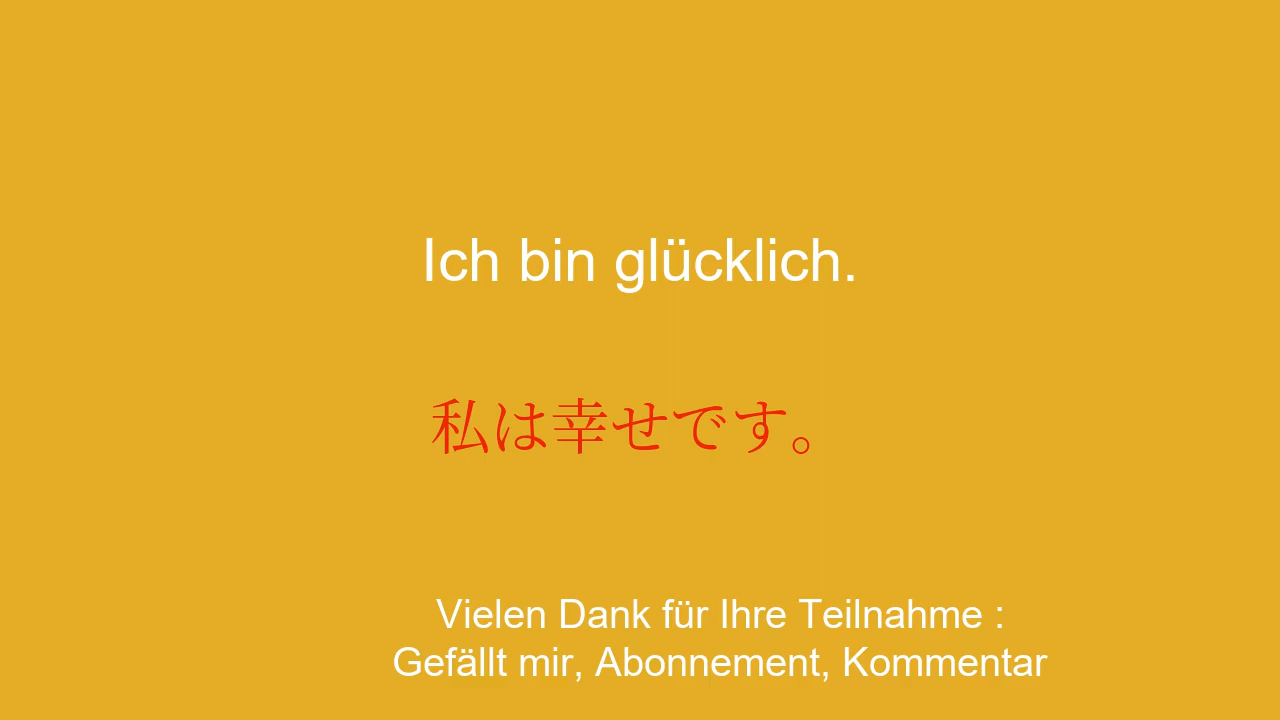 Ich bin glücklich.
私は幸せです。
Vielen Dank für Ihre Teilnahme :
Gefällt mir, Abonnement, Kommentar